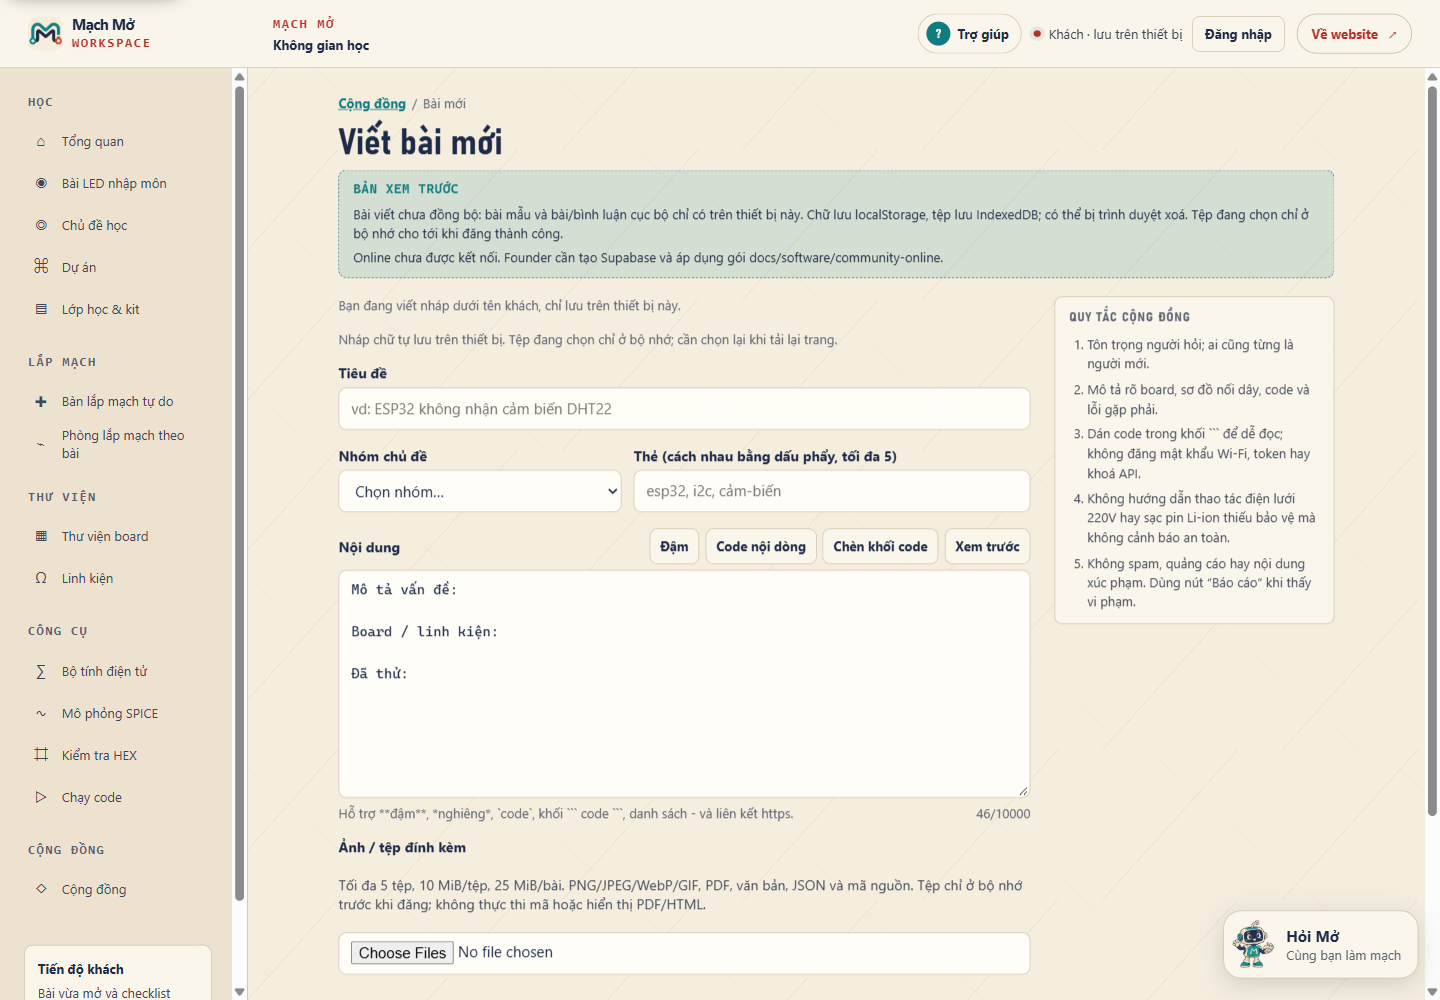 Mạch Mở
WORKSPACE
MẠCH MỞ
Không gian học
? Trợ giúp
Khách · lưu trên thiết bị
Đăng nhập
Về website ↗
HỌC
Tổng quan
Bài LED nhập môn
Chủ đề học
Dự án
Lớp học & kit
LẮP MẠCH
Bàn lắp mạch tự do
Phòng lắp mạch theo
bài
THƯ VIỆN
Thư viện board
Linh kiện
CÔNG CỤ
Bộ tính điện tử
Mô phỏng SPICE
Kiểm tra HEX
Chạy code
CỘNG ĐỒNG
Cộng đồng
Tiến độ khách
Bài vừa mở và checklist
Cộng đồng / Bài mới
Viết bài mới
BẢN XEM TRƯỚC
Bài viết chưa đồng bộ: bài mẫu và bài/bình luận cục bộ chỉ có trên thiết bị này. Chữ lưu localStorage, tệp lưu IndexedDB; có thể bị trình duyệt xoá. Tệp đang chọn chỉ ở
bộ nhớ cho tới khi đăng thành công.
Online chưa được kết nối. Founder cần tạo Supabase và áp dụng gói docs/software/community-online.
Bạn đang viết nháp dưới tên khách, chỉ lưu trên thiết bị này.
Nháp chữ tự lưu trên thiết bị. Tệp đang chọn chỉ ở bộ nhớ; cần chọn lại khi tải lại trang.
Tiêu đề
vd: ESP32 không nhận cảm biến DHT22
Nhóm chủ đề
Chọn nhóm...
Thẻ (cách nhau bằng dấu phẩy, tối đa 5)
esp32, i2c, cảm-biến
Nội dung
Đậm
Code nội dòng
Chèn khối code
Xem trước
Mô tả vấn đề:
Board / linh kiện:
Đã thử:
Hỗ trợ **đậm**, *nghiêng*, `code`, khối ``` code ```, danh sách - và liên kết https.
46/10000
Ảnh / tệp đính kèm
Tối đa 5 tệp, 10 MiB/tệp, 25 MiB/bài. PNG/JPEG/WebP/GIF, PDF, văn bản, JSON và mã nguồn. Tệp chỉ ở bộ nhớ
trước khi đăng; không thực thi mã hoặc hiển thị PDF/HTML.
Choose Files No file chosen
QUY TẮC CỘNG ĐỒNG
1. Tôn trọng người hỏi; ai cũng từng là
người mới.
2. Mô tả rõ board, sơ đồ nối dây, code và
lỗi gặp phải.
3. Dán code trong khối ``` để dễ đọc;
không đăng mật khẩu Wi-Fi, token hay
khoá API.
4. Không hướng dẫn thao tác điện lưới
220V hay sạc pin Li-ion thiếu bảo vệ mà
không cảnh báo an toàn.
5. Không spam, quảng cáo hay nội dung
xúc phạm. Dùng nút “Báo cáo” khi thấy
vi phạm.
Hỏi Mở
Cùng bạn làm mạch